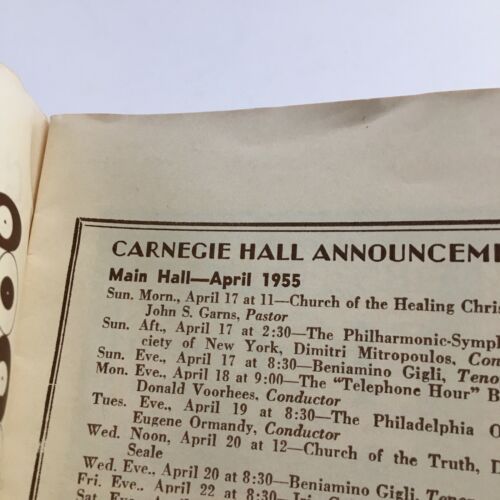 CARNEGIE HALL ANNOUNCEME
Main Hall—April 1955
Sun. Morn., April 17 at 11—Church of the Healing Chris
John S. Garns, Pastor
Sun. Aft., April 17 at 2:30—The Philharmonic-Symph
ciety of New York, Dimitri Mitropoulos, Con
Sun. Eve., April 17 at 8:30—Beniamino Gigli, Teno
Mon. Eve., April 18 at 9:00—The "Telephone Hour" B
Donald Voorhees, Conductor
Tues. Eve., April 19 at 8:30—The Philadelphia O
Eugene Ormandy, Conductor
Wed. Noon, April 20 at 12—Church of the Truth, D
Seale
Wed. Eve., April 20 at 8:30—Beniamino Gigli, Teno
Fri. Eve., April 22 at 8:30—
Sat. Eve., April